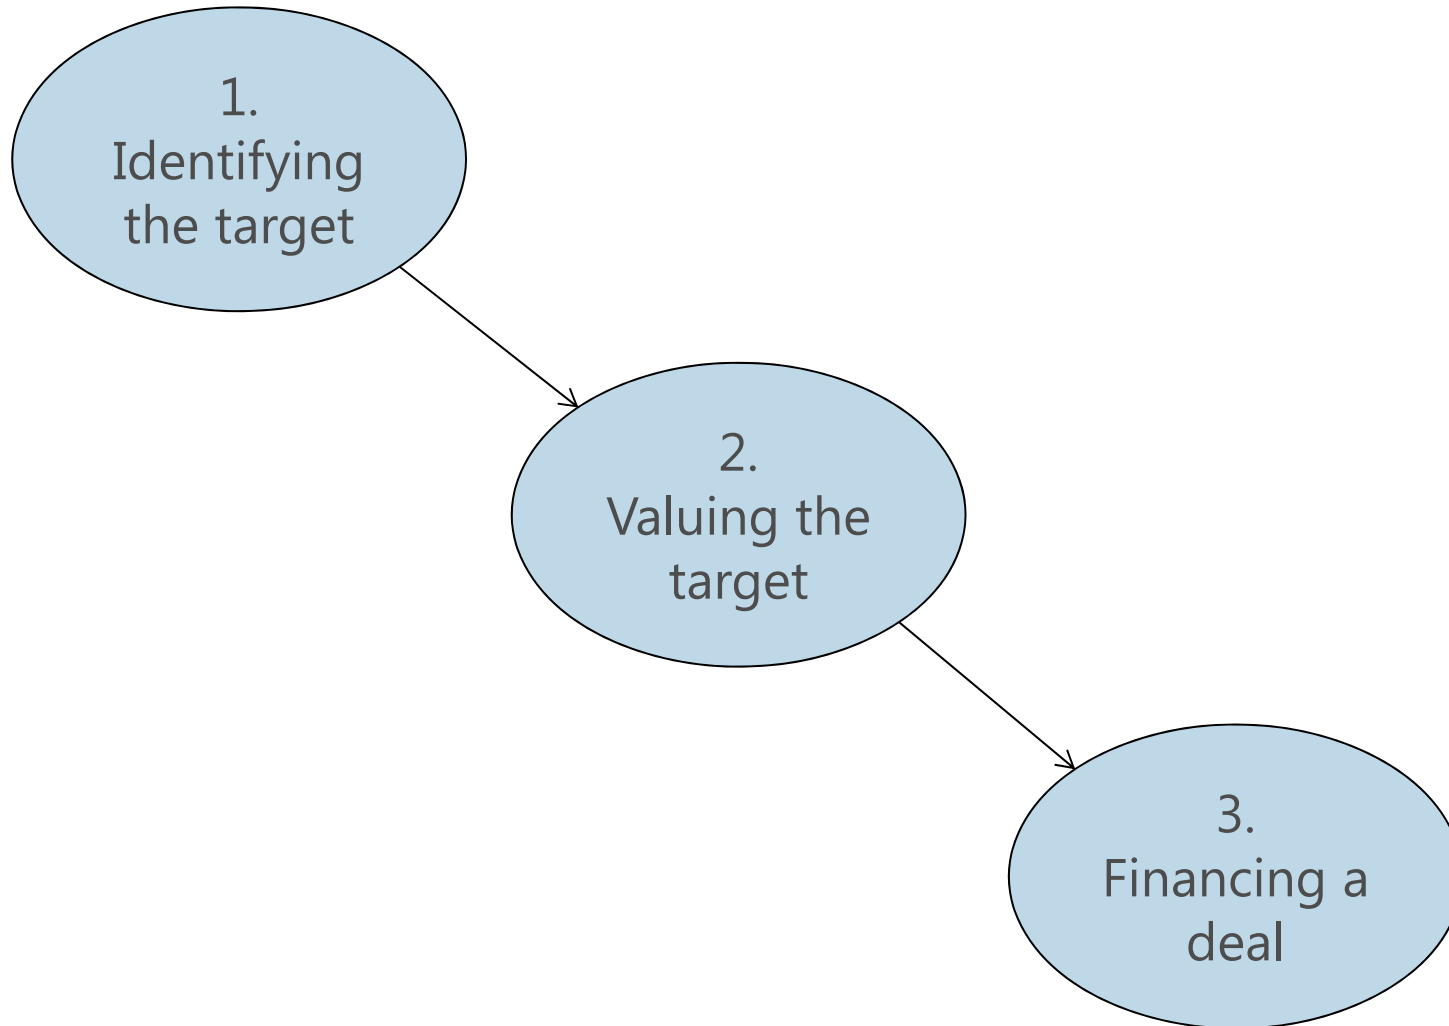 1.
Identifying
the target
2.
Valuing the
target
3.
Financing a
deal